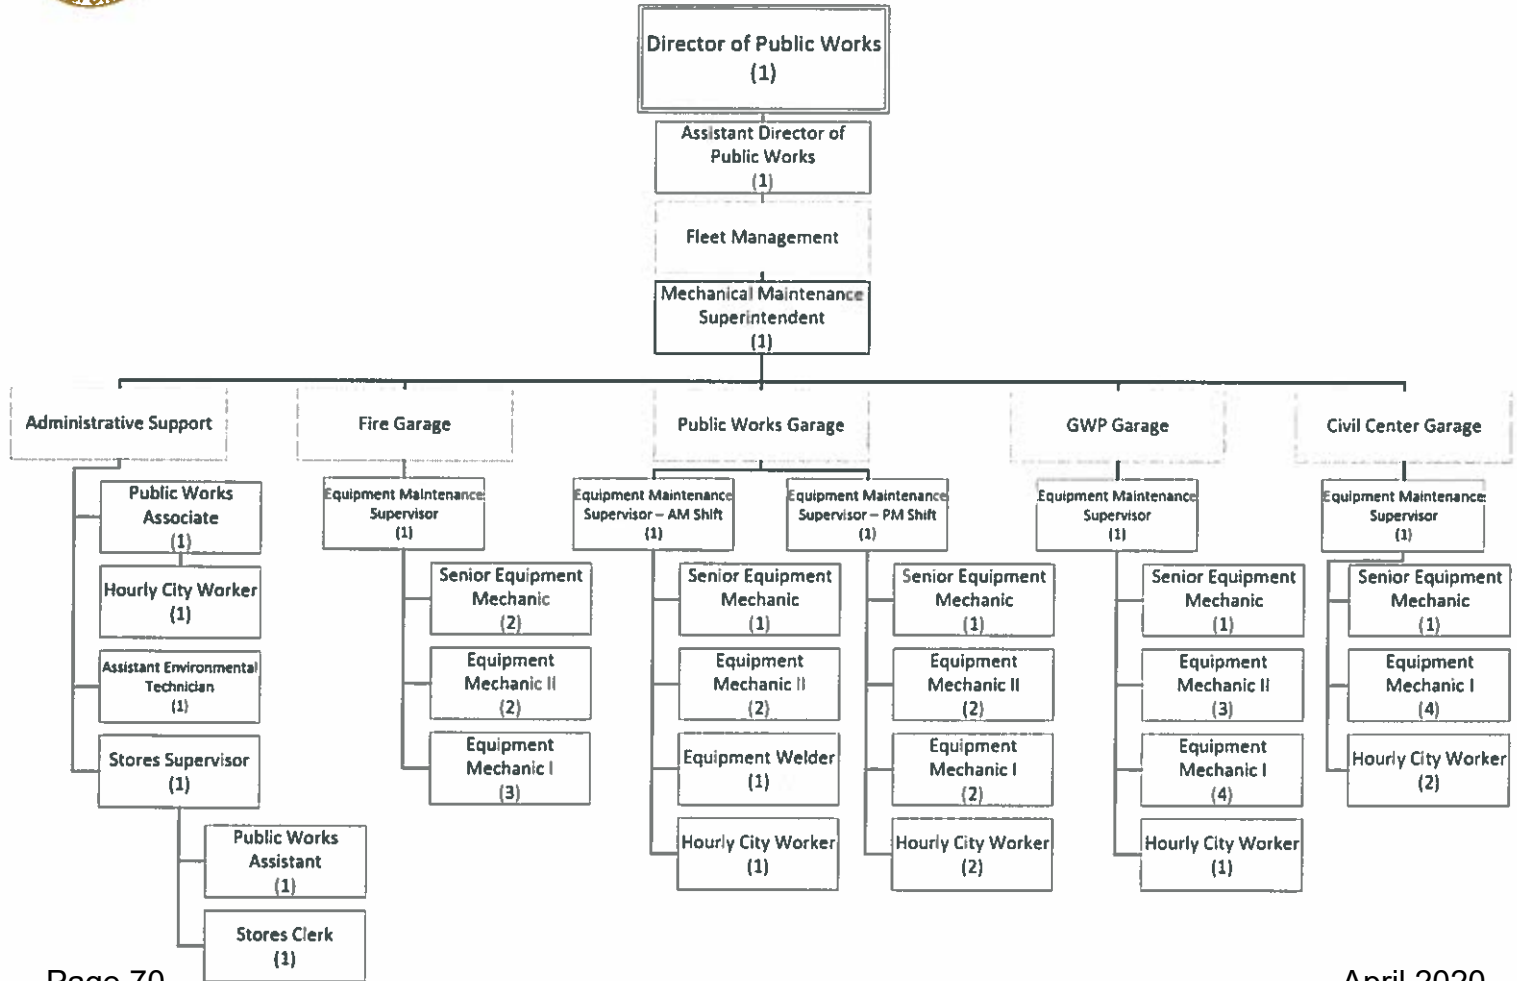 Director of Public Works
(1)
Assistant Director of
Public Works
(1)
Fleet Management
Mechanical Maintenance
Superintendent
(1)
Administrative Support
Public Works
Associate
(1)
Hourly City Worker
(1)
Assistant Environmental
Technician
(1)
Stores Supervisor
(1)
Public Works
Assistant
(1)
Stores Clerk
(1)
Fire Garage
Equipment Maintenance
Supervisor
(1)
Senior Equipment
Mechanic
(2)
Equipment
Mechanic II
(2)
Equipment
Mechanic I
(3)
Public Works Garage
Equipment Maintenance
Supervisor – AM Shift
(1)
Senior Equipment
Mechanic
(1)
Equipment
Mechanic II
(2)
Equipment Welder
(1)
Hourly City Worker
(1)
Equipment Maintenance
Supervisor – PM Shift
(1)
Senior Equipment
Mechanic
(1)
Equipment
Mechanic II
(2)
Equipment
Mechanic I
(2)
Hourly City Worker
(2)
GWP Garage
Equipment Maintenance
Supervisor
(1)
Senior Equipment
Mechanic
(1)
Equipment
Mechanic II
(3)
Equipment
Mechanic I
(4)
Hourly City Worker
(1)
Civil Center Garage
Equipment Maintenance
Supervisor
(1)
Senior Equipment
Mechanic
(1)
Equipment
Mechanic I
(4)
Hourly City Worker
(2)
Page 70
April 2020